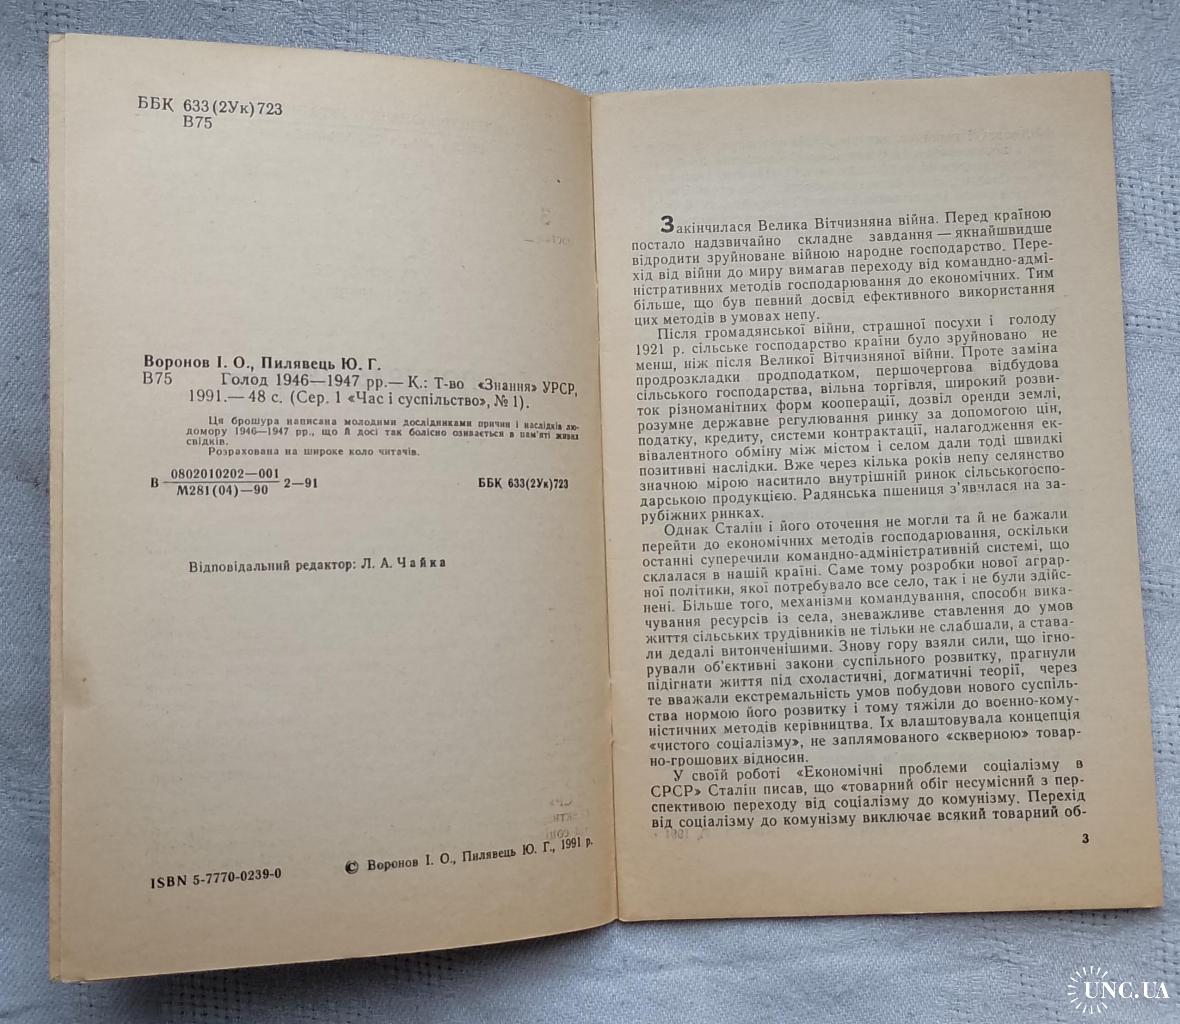 ББК 633(2Ук)723
В75
Воронов І. О., Пилявець Ю. Г.
В75 Голод 1946—1947 рр.— К.: Т-во «Знання» УРСР,
1991.— 48 с. (Сер. 1 «Час і суспільство», № 1).
Ця брошура написана молодими дослідниками причин і наслідків лю-
домору 1946—1947 рр., що й досі так болісно озивається в пам'яті живих
свідків.
Розрахована на широке коло читачів.
В 0802010202—001 2—91 ББК 633(2Ук)723
М281(04)—90
Відповідальний редактор: Л. А. Чайка
ISBN 5-7770-0239-0
© Воронов І. О., Пилявець Ю. Г., 1991 р.
Закінчилася Велика Вітчизняна війна. Перед країною
постало надзвичайно складне завдання — якнайшвидше
відродити зруйноване війною народне господарство. Пере-
хід від війни до миру вимагав переходу від командно-адмі-
ністративних методів господарювання до економічних. Тим
більше, що був певний досвід ефективного використання
цих методів в умовах непу.
Після громадянської війни, страшної посухи і голоду
1921 р. сільське господарство країни було зруйновано не
менш, ніж після Великої Вітчизняної війни. Проте заміна
продрозкладки продподатком, першочергова відбудова
сільського господарства, вільна торгівля, широкий розви-
ток різноманітних форм кооперації, дозвіл оренди землі,
розумне державне регулювання ринку за допомогою цін,
податку, кредиту, системи контрактації, налагодження ек-
вівалентного обміну між містом і селом дали тоді швидкі
позитивні наслідки. Вже через кілька років непу селянство
значною мірою наситило внутрішній ринок сільськогоспо-
дарською продукцією. Радянська пшениця з'явилася на за-
рубіжних ринках.
Однак Сталін і його оточення не могли та й не бажали
перейти до економічних методів господарювання, оскільки
останні суперечили командно-адміністративній системі, що
склалася в нашій країні. Саме тому розробки нової аграр-
ної політики, якої потребувало все село, так і не були здійс-
нені. Більше того, механізми командування, способи вика-
чування ресурсів із села, зневажливе ставлення до умов
життя сільських трудівників не тільки не слабшали, а става-
ли дедалі витонченішими. Знову гору взяли сили, що ігно-
рували об'єктивні закони суспільного розвитку, прагнули
підігнати життя під схоластичні, догматичні теорії, через
те вважали екстремальність умов побудови нового суспіль-
ства нормою його розвитку і тому тяжіли до воєнно-кому-
ністичних методів керівництва. Їх влаштовувала концепція
«чистого соціалізму», не заплямованого «скверною» товар-
но-грошових відносин.
У своїй роботі «Економічні проблеми соціалізму в
СРСР» Сталін писав, що «товарний обіг несумісний з пер-
спективою переходу від соціалізму до комунізму. Перехід
від соціалізму до комунізму виключає всякий товарний об-
3
UNC.UA